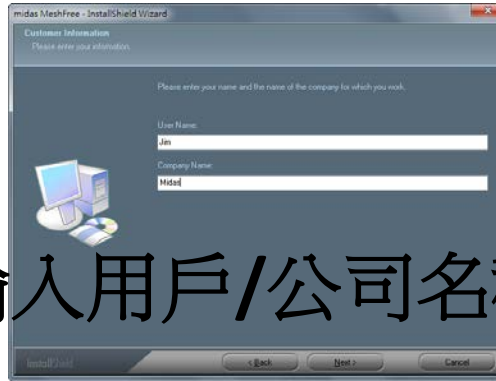 midas MeshFree - InstallShield Wizard
Customer Information
Please enter your information.
Please enter your name and the name of the company for which you work.
User Name:
Jim
Company Name:
Midas
入用戶/公司名
InstallShield
< Back
Next >
Cancel